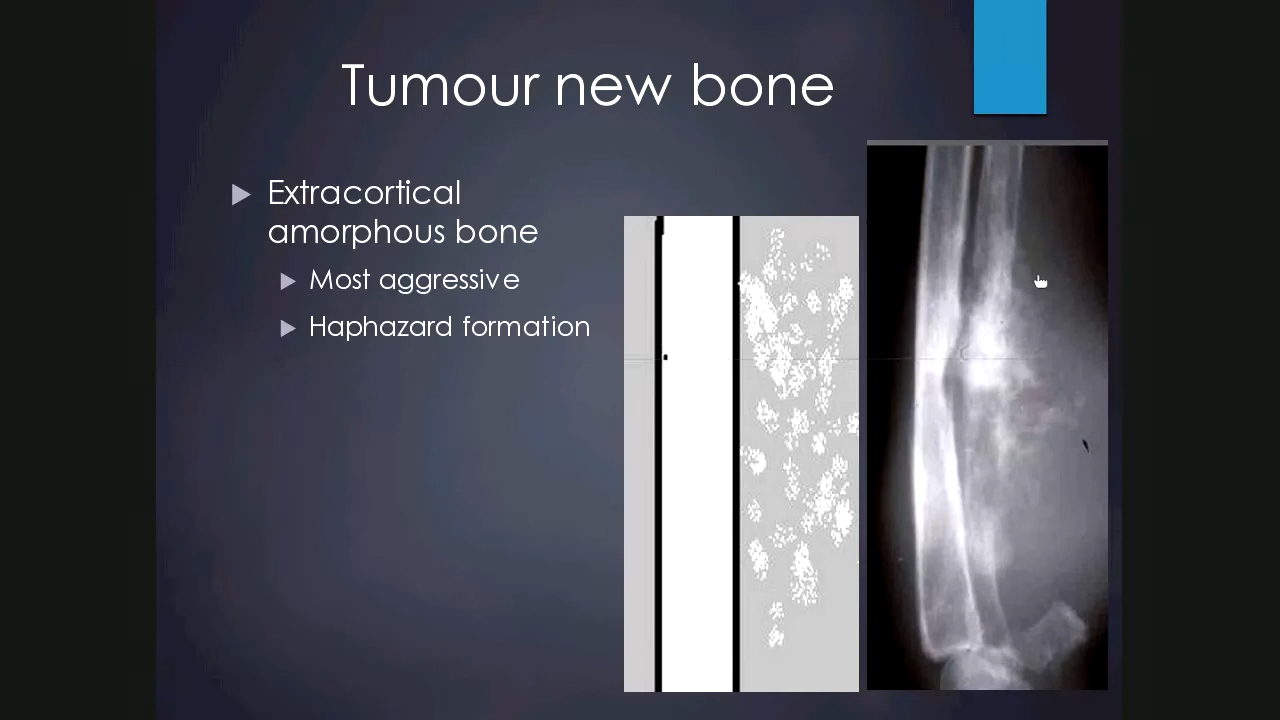 Tumour new bone
Extracortical
amorphous bone
Most aggressive
Haphazard formation